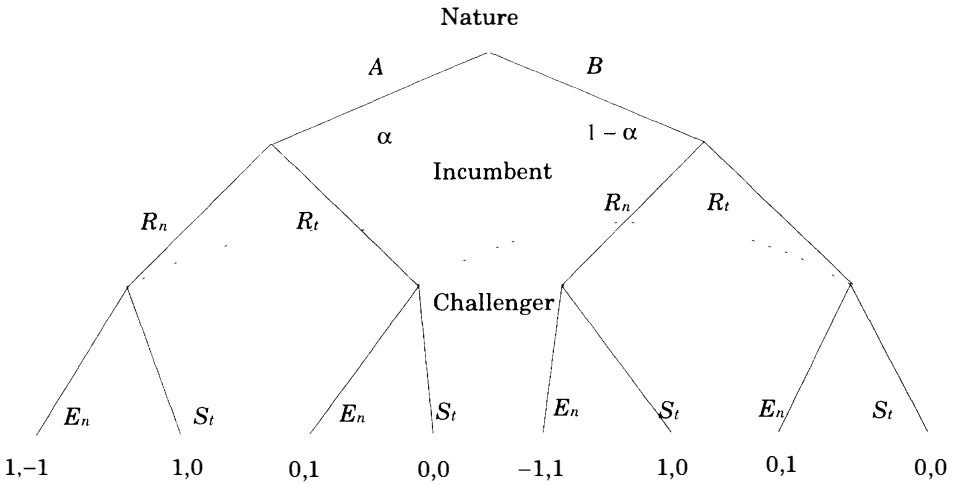 Nature
A B
α 1 − α
Incumbent
Rn Rt Rn Rt
Challenger
En St En St En St En St
1,−1 1,0 0,1 0,0 −1,1 1,0 0,1 0,0